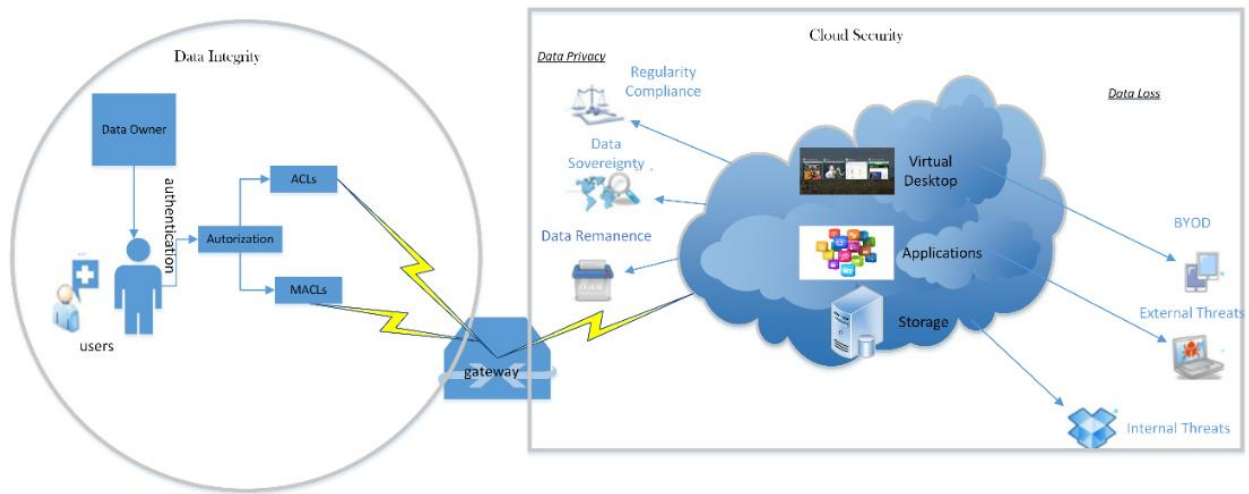 Data Integrity
Data Owner
authentication
ACLs
Autorization
MACLs
users
gateway
Cloud Security
Data Privacy
Regularity
Compliance
Data
Sovereignty
Data Remanence
Data Loss
Virtual
Desktop
Applications
Storage
BYOD
External Threats
Internal Threats